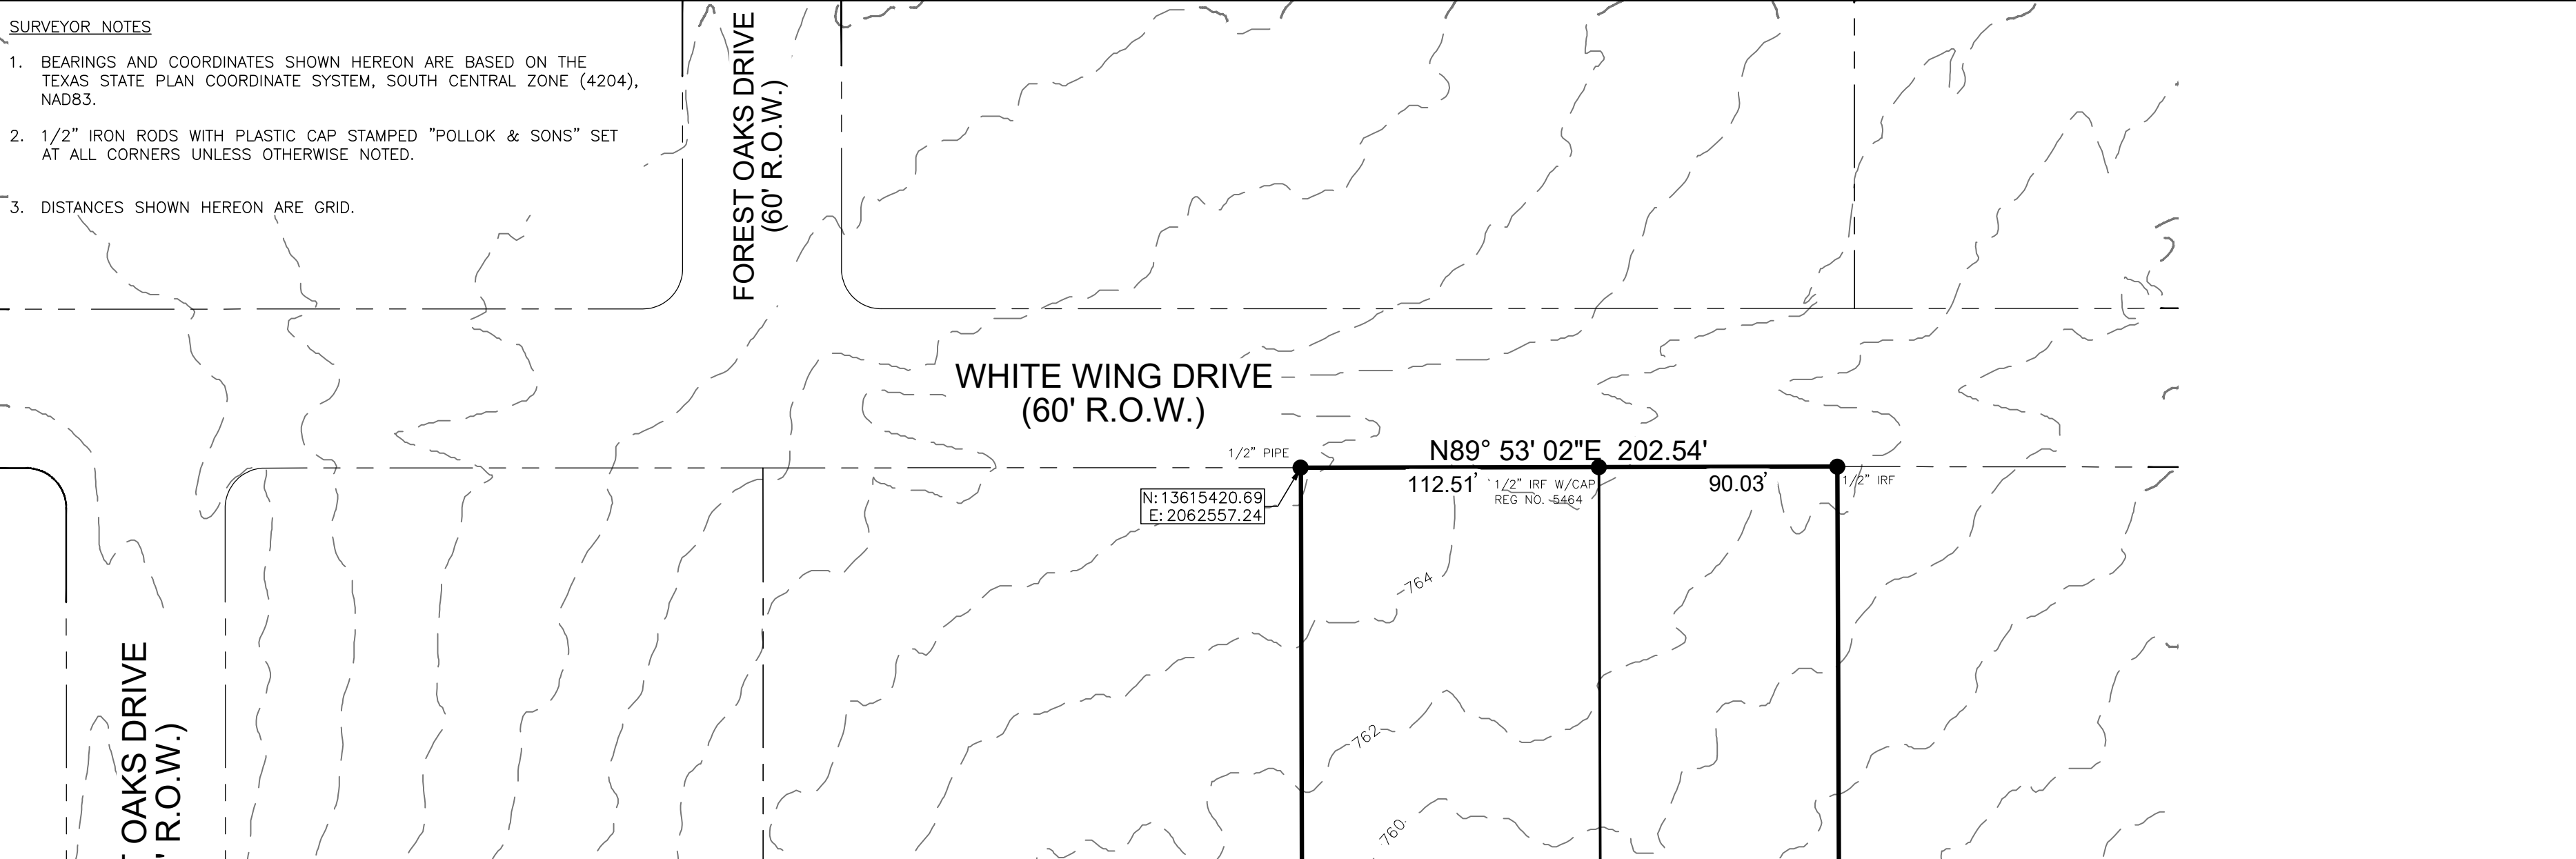 SURVEYOR NOTES
1. BEARINGS AND COORDINATES SHOWN HEREON ARE BASED ON THE
TEXAS STATE PLAN COORDINATE SYSTEM, SOUTH CENTRAL ZONE (4204),
NAD83.
2. 1/2" IRON RODS WITH PLASTIC CAP STAMPED "POLLOK & SONS" SET
AT ALL CORNERS UNLESS OTHERWISE NOTED.
3. DISTANCES SHOWN HEREON ARE GRID.
FOREST OAKS DRIVE
(60' R.O.W.)
WHITE WING DRIVE
(60' R.O.W.)
1/2" PIPE
N89° 53' 02"E 202.54'
112.51'
1/2" IRF W/CAP
REG NO. 5464
90.03'
1/2" IRF
N:13615420.69
E:2062557.24
764
762
760
T OAKS DRIVE
' R.O.W.)